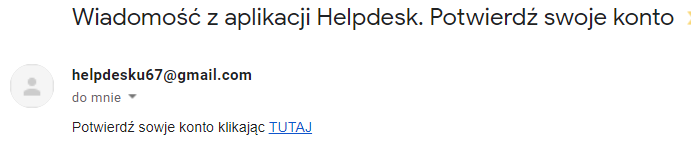 Wiadomość z aplikacji Helpdesk. Potwierdź swoje konto
helpdesku67@gmail.com
do mnie
Potwierdź sowje konto klikając TUTAJ